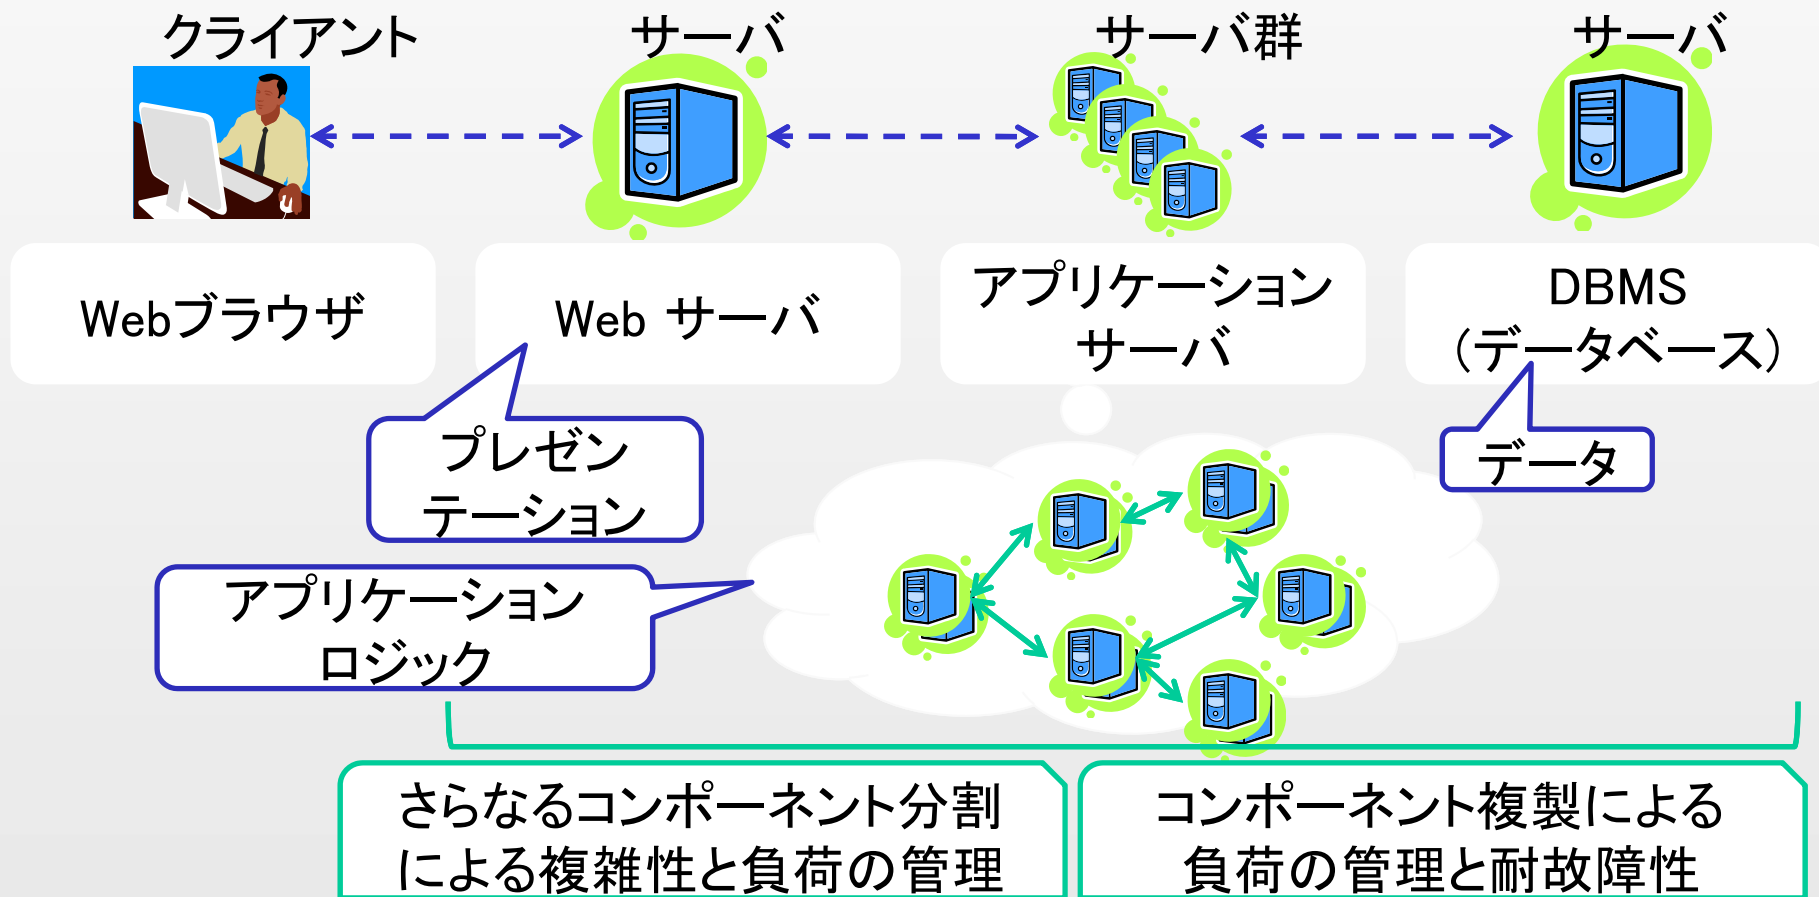 クライアント
サーバ
サーバ群
サーバ
Webブラウザ
Web サーバ
アプリケーション
サーバ
DBMS
(データベース)
プレゼン
テーション
データ
アプリケーション
ロジック
さらなるコンポーネント分割
による複雑性と負荷の管理
コンポーネント複製による
負荷の管理と耐故障性